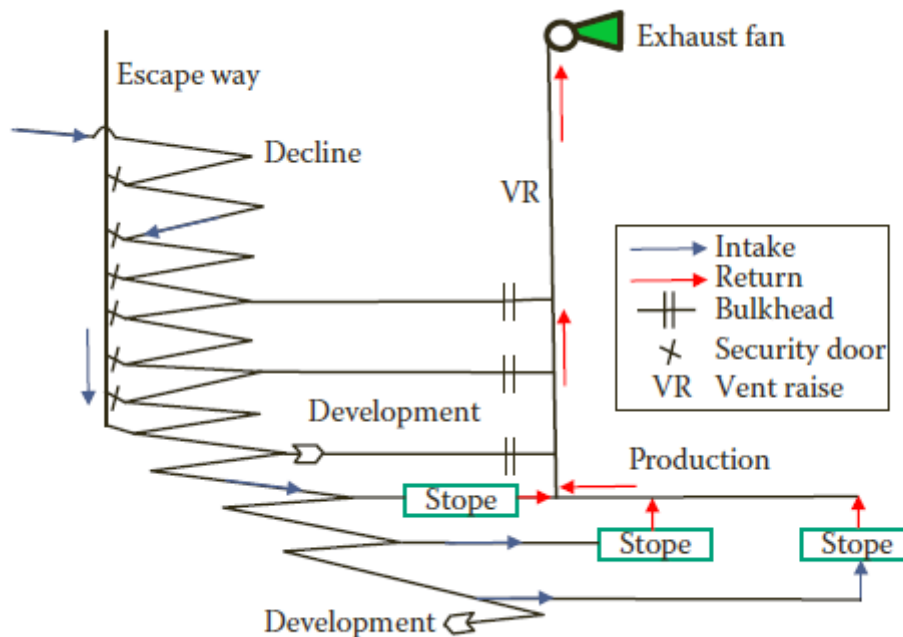 Exhaust fan
Escape way
Decline
VR
Intake
Return
Bulkhead
Security door
VR Vent raise
Development
Production
Stope
Stope
Stope
Development